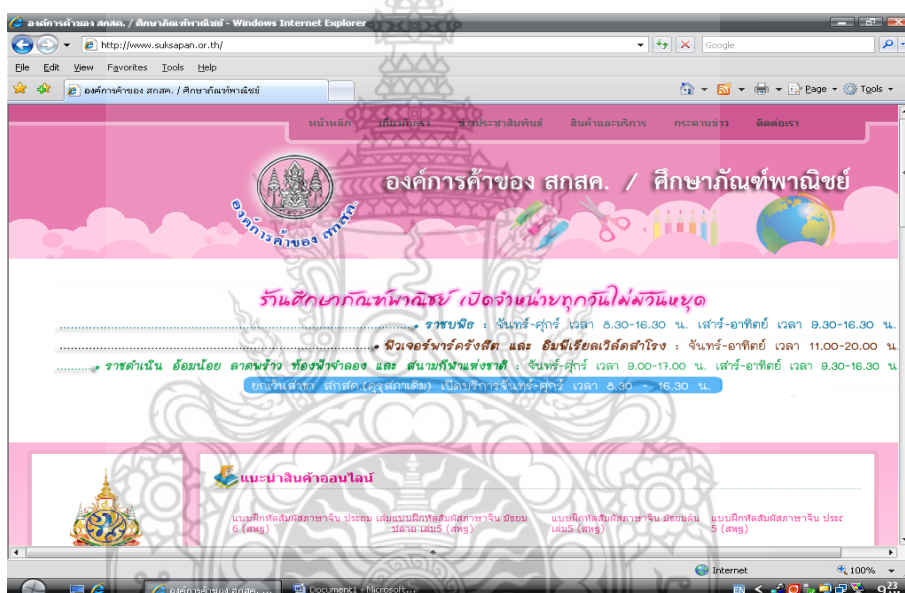 องค์การค้าของ สกสค. / ศึกษาภัณฑ์พาณิชย์ - Windows Internet Explorer
http://www.suksapan.or.th/
Google
File Edit View Favorites Tools Help
องค์การค้าของ สกสค. / ศึกษาภัณฑ์พาณิชย์
Page Tools
หน้าหลัก เกี่ยวกับเรา ข่าวประชาสัมพันธ์ สินค้าและบริการ กระดานข่าว ติดต่อเรา
องค์การค้าของ สกสค. / ศึกษาภัณฑ์พาณิชย์
องค์การค้าของ สกสค.
ร้านศึกษาภัณฑ์พาณิชย์ เปิดจำหน่ายทุกวันไม่มีวันหยุด
ราชบพิธ : จันทร์-ศุกร์ เวลา 8.30-16.30 น. เสาร์-อาทิตย์ เวลา 9.30-16.30 น.
ฟิวเจอร์พาร์ครังสิต และ อิมพีเรียลเวิล์ดสำโรง : จันทร์-อาทิตย์ เวลา 11.00-20.00 น
ราชดำเนิน อ้อมน้อย ลาดพร้าว ท้องฟ้าจำลอง และ สนามกีฬาแห่งชาติ : จันทร์-ศุกร์ เวลา 9.00-17.00 น. เสาร์-อาทิตย์ เวลา 9.30-16.30 น
ยกเว้นสาขา สกสค.(คุรุสภาเดิม) เปิดบริการจันทร์-ศุกร์ เวลา 8.30 - 16.30 น.
แนะนำสินค้าออนไลน์
แบบฝึกหัดสัมผัสภาษาจีน ประถม เล่มแบบฝึกหัดสัมผัสภาษาจีน มัธยม แบบฝึกหัดสัมผัสภาษาจีน มัธยมต้น แบบฝึกหัดสัมผัสภาษาจีน ประถ
6 (สพฐ) ปลาย เล่ม5 (สพฐ) เล่ม5 (สพฐ) 5 (สพฐ)
Internet 100%
องค์การค้าของ สกสค. ... Document1 - Microsoft...